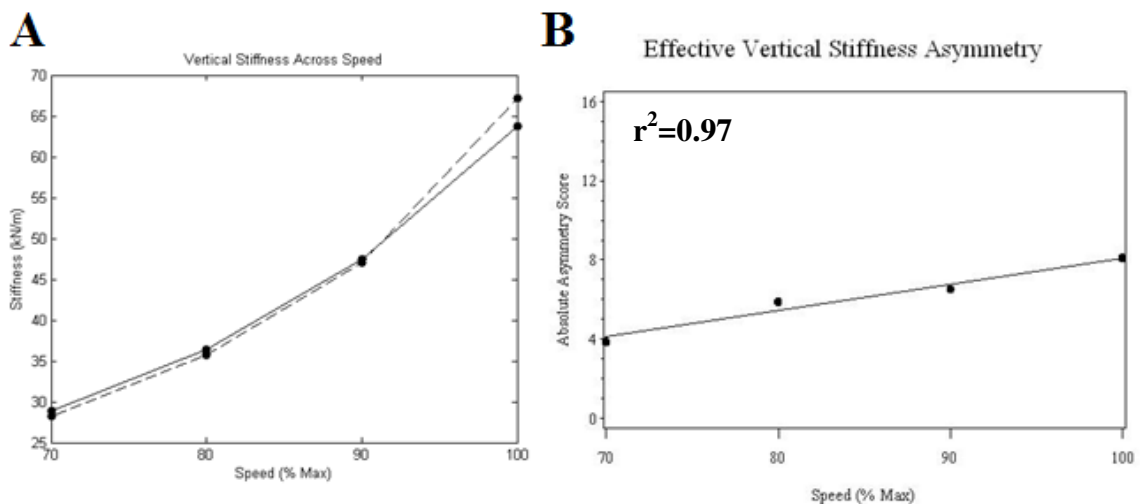 A
Vertical Stiffness Across Speed
70
65
60
55
50
45
40
35
30
25
Stiffness (kN/m)
70 80 90 100
Speed (% Max)
B
Effective Vertical Stiffness Asymmetry
r²=0.97
16
12
8
4
0
Absolute Asymmetry Score
70 80 90 100
Speed (% Max)